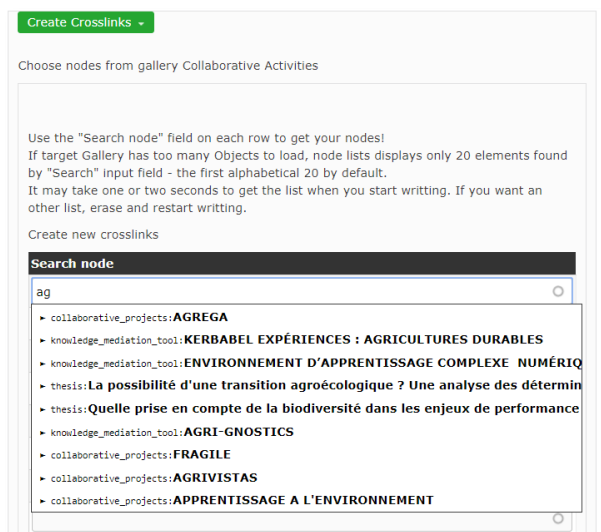 Create Crosslinks
Choose nodes from gallery Collaborative Activities
Use the "Search node" field on each row to get your nodes!
If target Gallery has too many Objects to load, node lists displays only 20 elements found
by "Search" input field - the first alphabetical 20 by default.
It may take one or two seconds to get the list when you start writting. If you want an
other list, erase and restart writting.
Create new crosslinks
Search node
ag
► collaborative_projects:AGREGA
► knowledge_mediation_tool:KERBABEL EXPÉRIENCES : AGRICULTURES DURABLES
► knowledge_mediation_tool:ENVIRONNEMENT D’APPRENTISSAGE COMPLEXE NUMÉRIQ
► thesis:La possibilité d'une transition agroécologique ? Une analyse des détermin
► thesis:Quelle prise en compte de la biodiversité dans les enjeux de performance
► knowledge_mediation_tool:AGRI-GNOSTICS
► collaborative_projects:FRAGILE
► collaborative_projects:AGRIVISTAS
► collaborative_projects:APPRENTISSAGE A L'ENVIRONNEMENT